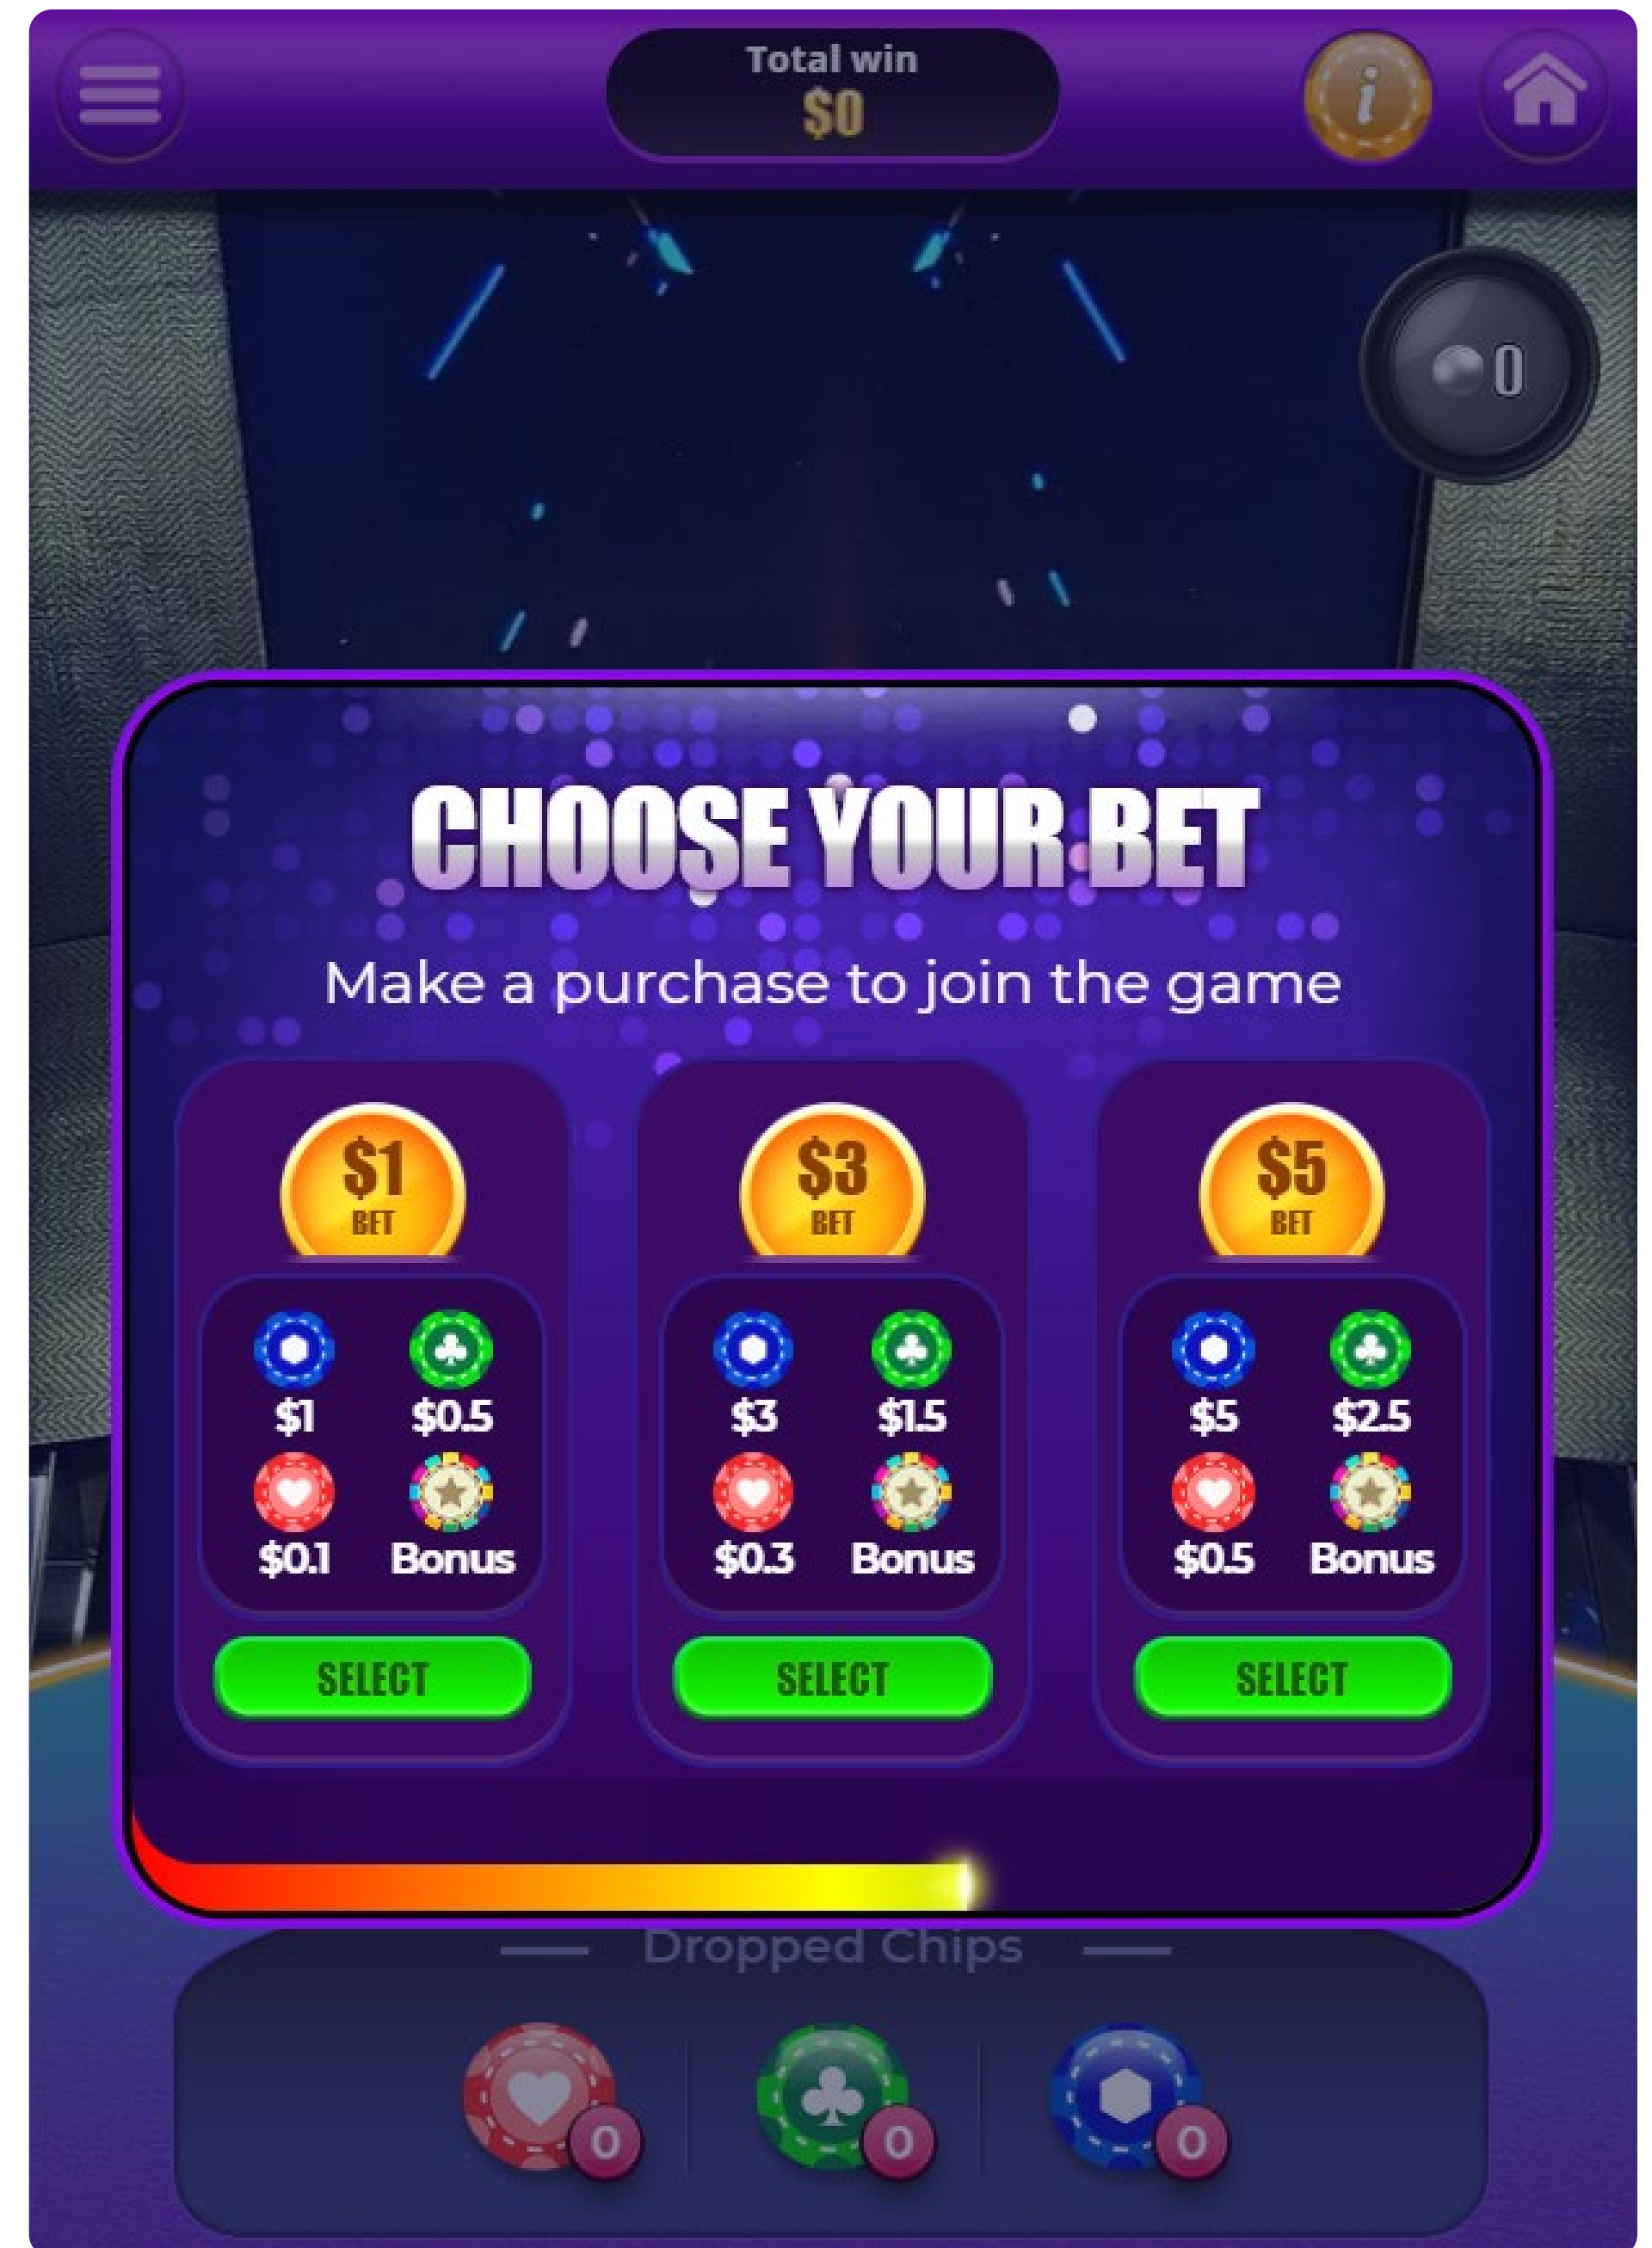 Total win
$0
i
0
CHOOSE YOUR BET
Make a purchase to join the game
$1
BET
$3
BET
$5
BET
$1
$0.5
$3
$1.5
$5
$2.5
$0.1
Bonus
$0.3
Bonus
$0.5
Bonus
SELECT
SELECT
SELECT
Dropped Chips
0
0
0